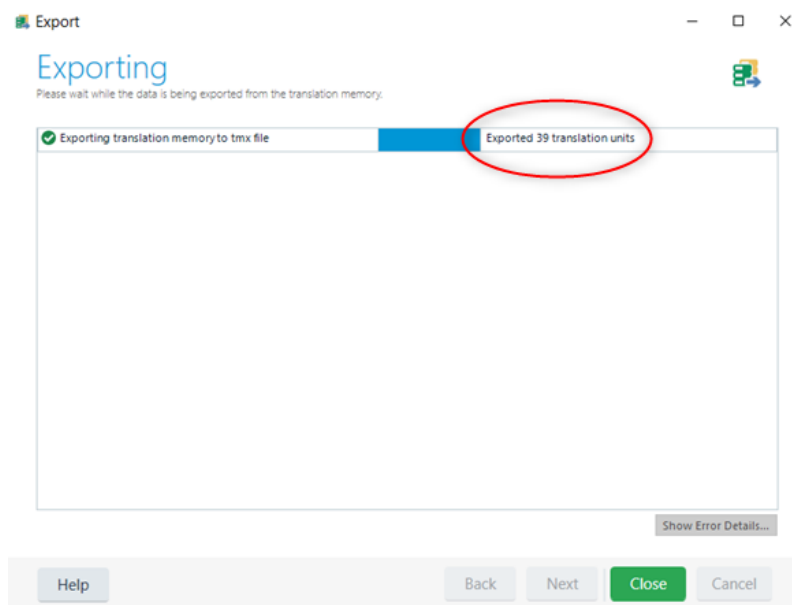 Export
Exporting
Please wait while the data is being exported from the translation memory.
Exporting translation memory to tmx file Exported 39 translation units
Show Error Details...
Help Back Next Close Cancel